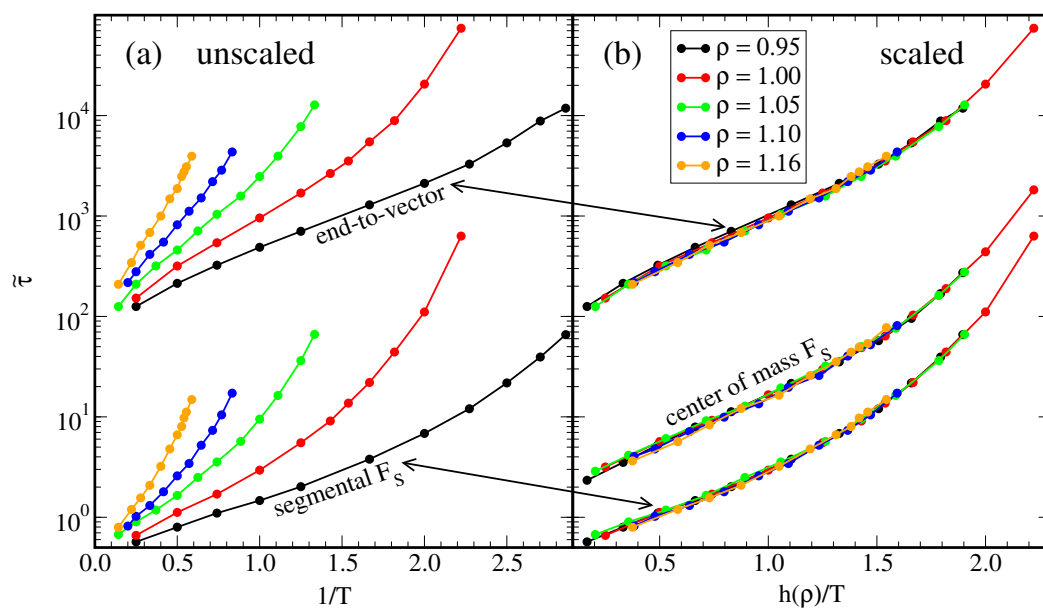 (a) unscaled
(b) scaled
ρ = 0.95
ρ = 1.00
ρ = 1.05
ρ = 1.10
ρ = 1.16
10^4
10^3
10^2
10^1
10^0
τ̃
end-to-vector
segmental F_S
center of mass F_S
0.0 0.5 1.0 1.5 2.0 2.5
0.5 1.0 1.5 2.0
1/T
h(ρ)/T